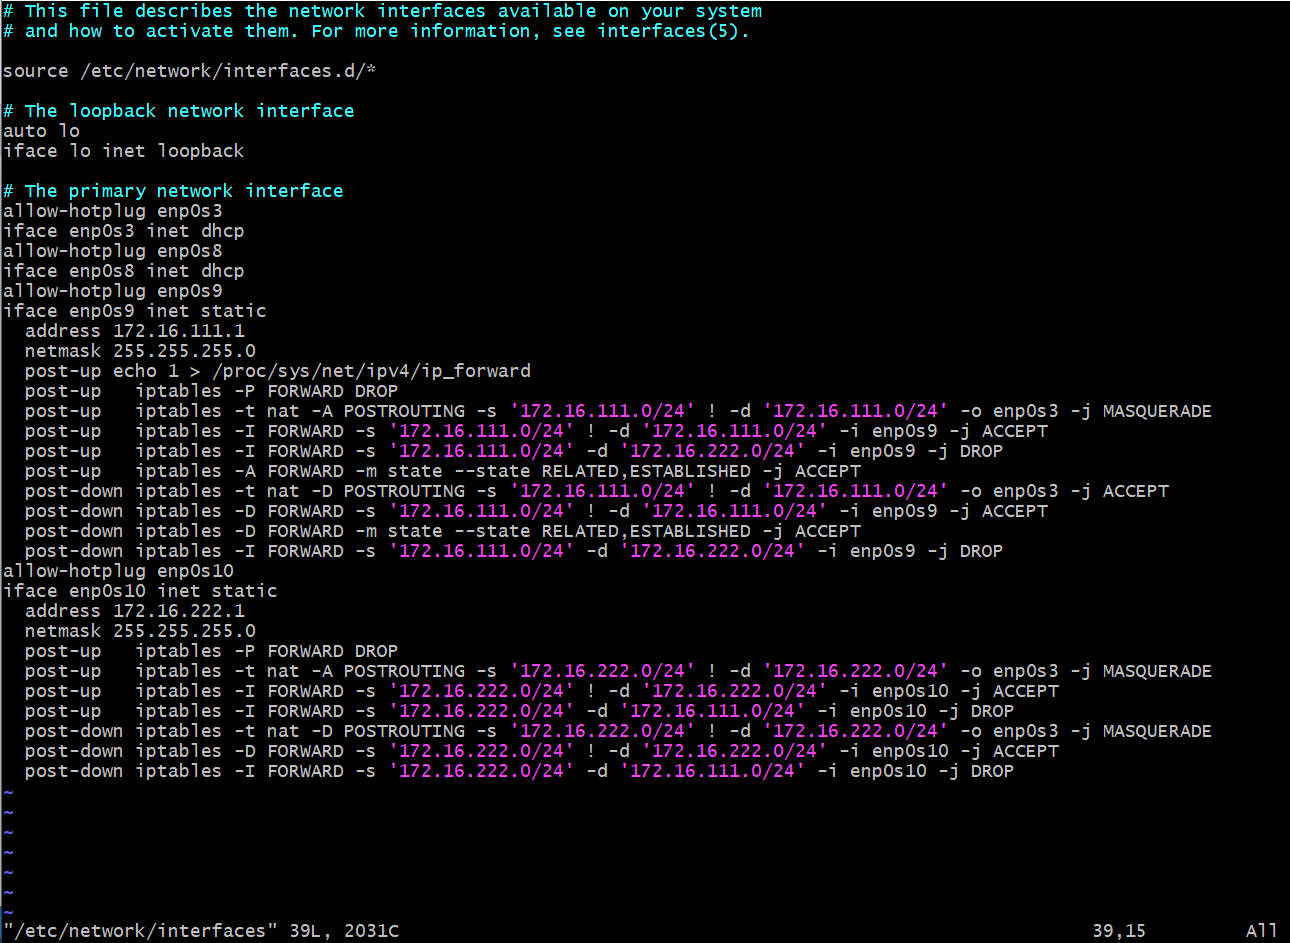 # This file describes the network interfaces available on your system
# and how to activate them. For more information, see interfaces(5).
source /etc/network/interfaces.d/*
# The loopback network interface
auto lo
iface lo inet loopback
# The primary network interface
allow-hotplug enp0s3
iface enp0s3 inet dhcp
allow-hotplug enp0s8
iface enp0s8 inet dhcp
allow-hotplug enp0s9
iface enp0s9 inet static
  address 172.16.111.1
  netmask 255.255.255.0
  post-up echo 1 > /proc/sys/net/ipv4/ip_forward
  post-up   iptables -P FORWARD DROP
  post-up   iptables -t nat -A POSTROUTING -s '172.16.111.0/24' ! -d '172.16.111.0/24' -o enp0s3 -j MASQUERADE
  post-up   iptables -I FORWARD -s '172.16.111.0/24' ! -d '172.16.111.0/24' -i enp0s9 -j ACCEPT
  post-up   iptables -I FORWARD -s '172.16.111.0/24' -d '172.16.222.0/24' -i enp0s9 -j DROP
  post-up   iptables -A FORWARD -m state --state RELATED,ESTABLISHED -j ACCEPT
  post-down iptables -t nat -D POSTROUTING -s '172.16.111.0/24' ! -d '172.16.111.0/24' -o enp0s3 -j ACCEPT
  post-down iptables -D FORWARD -s '172.16.111.0/24' ! -d '172.16.111.0/24' -i enp0s9 -j ACCEPT
  post-down iptables -D FORWARD -m state --state RELATED,ESTABLISHED -j ACCEPT
  post-down iptables -I FORWARD -s '172.16.111.0/24' -d '172.16.222.0/24' -i enp0s9 -j DROP
allow-hotplug enp0s10
iface enp0s10 inet static
  address 172.16.222.1
  netmask 255.255.255.0
  post-up   iptables -P FORWARD DROP
  post-up   iptables -t nat -A POSTROUTING -s '172.16.222.0/24' ! -d '172.16.222.0/24' -o enp0s3 -j MASQUERADE
  post-up   iptables -I FORWARD -s '172.16.222.0/24' ! -d '172.16.222.0/24' -i enp0s10 -j ACCEPT
  post-up   iptables -I FORWARD -s '172.16.222.0/24' -d '172.16.111.0/24' -i enp0s10 -j DROP
  post-down iptables -t nat -D POSTROUTING -s '172.16.222.0/24' ! -d '172.16.222.0/24' -o enp0s3 -j MASQUERADE
  post-down iptables -D FORWARD -s '172.16.222.0/24' ! -d '172.16.222.0/24' -i enp0s10 -j ACCEPT
  post-down iptables -I FORWARD -s '172.16.222.0/24' -d '172.16.111.0/24' -i enp0s10 -j DROP
~
~
~
~
~
~
~
"/etc/network/interfaces" 39L, 2031C 39,15 All